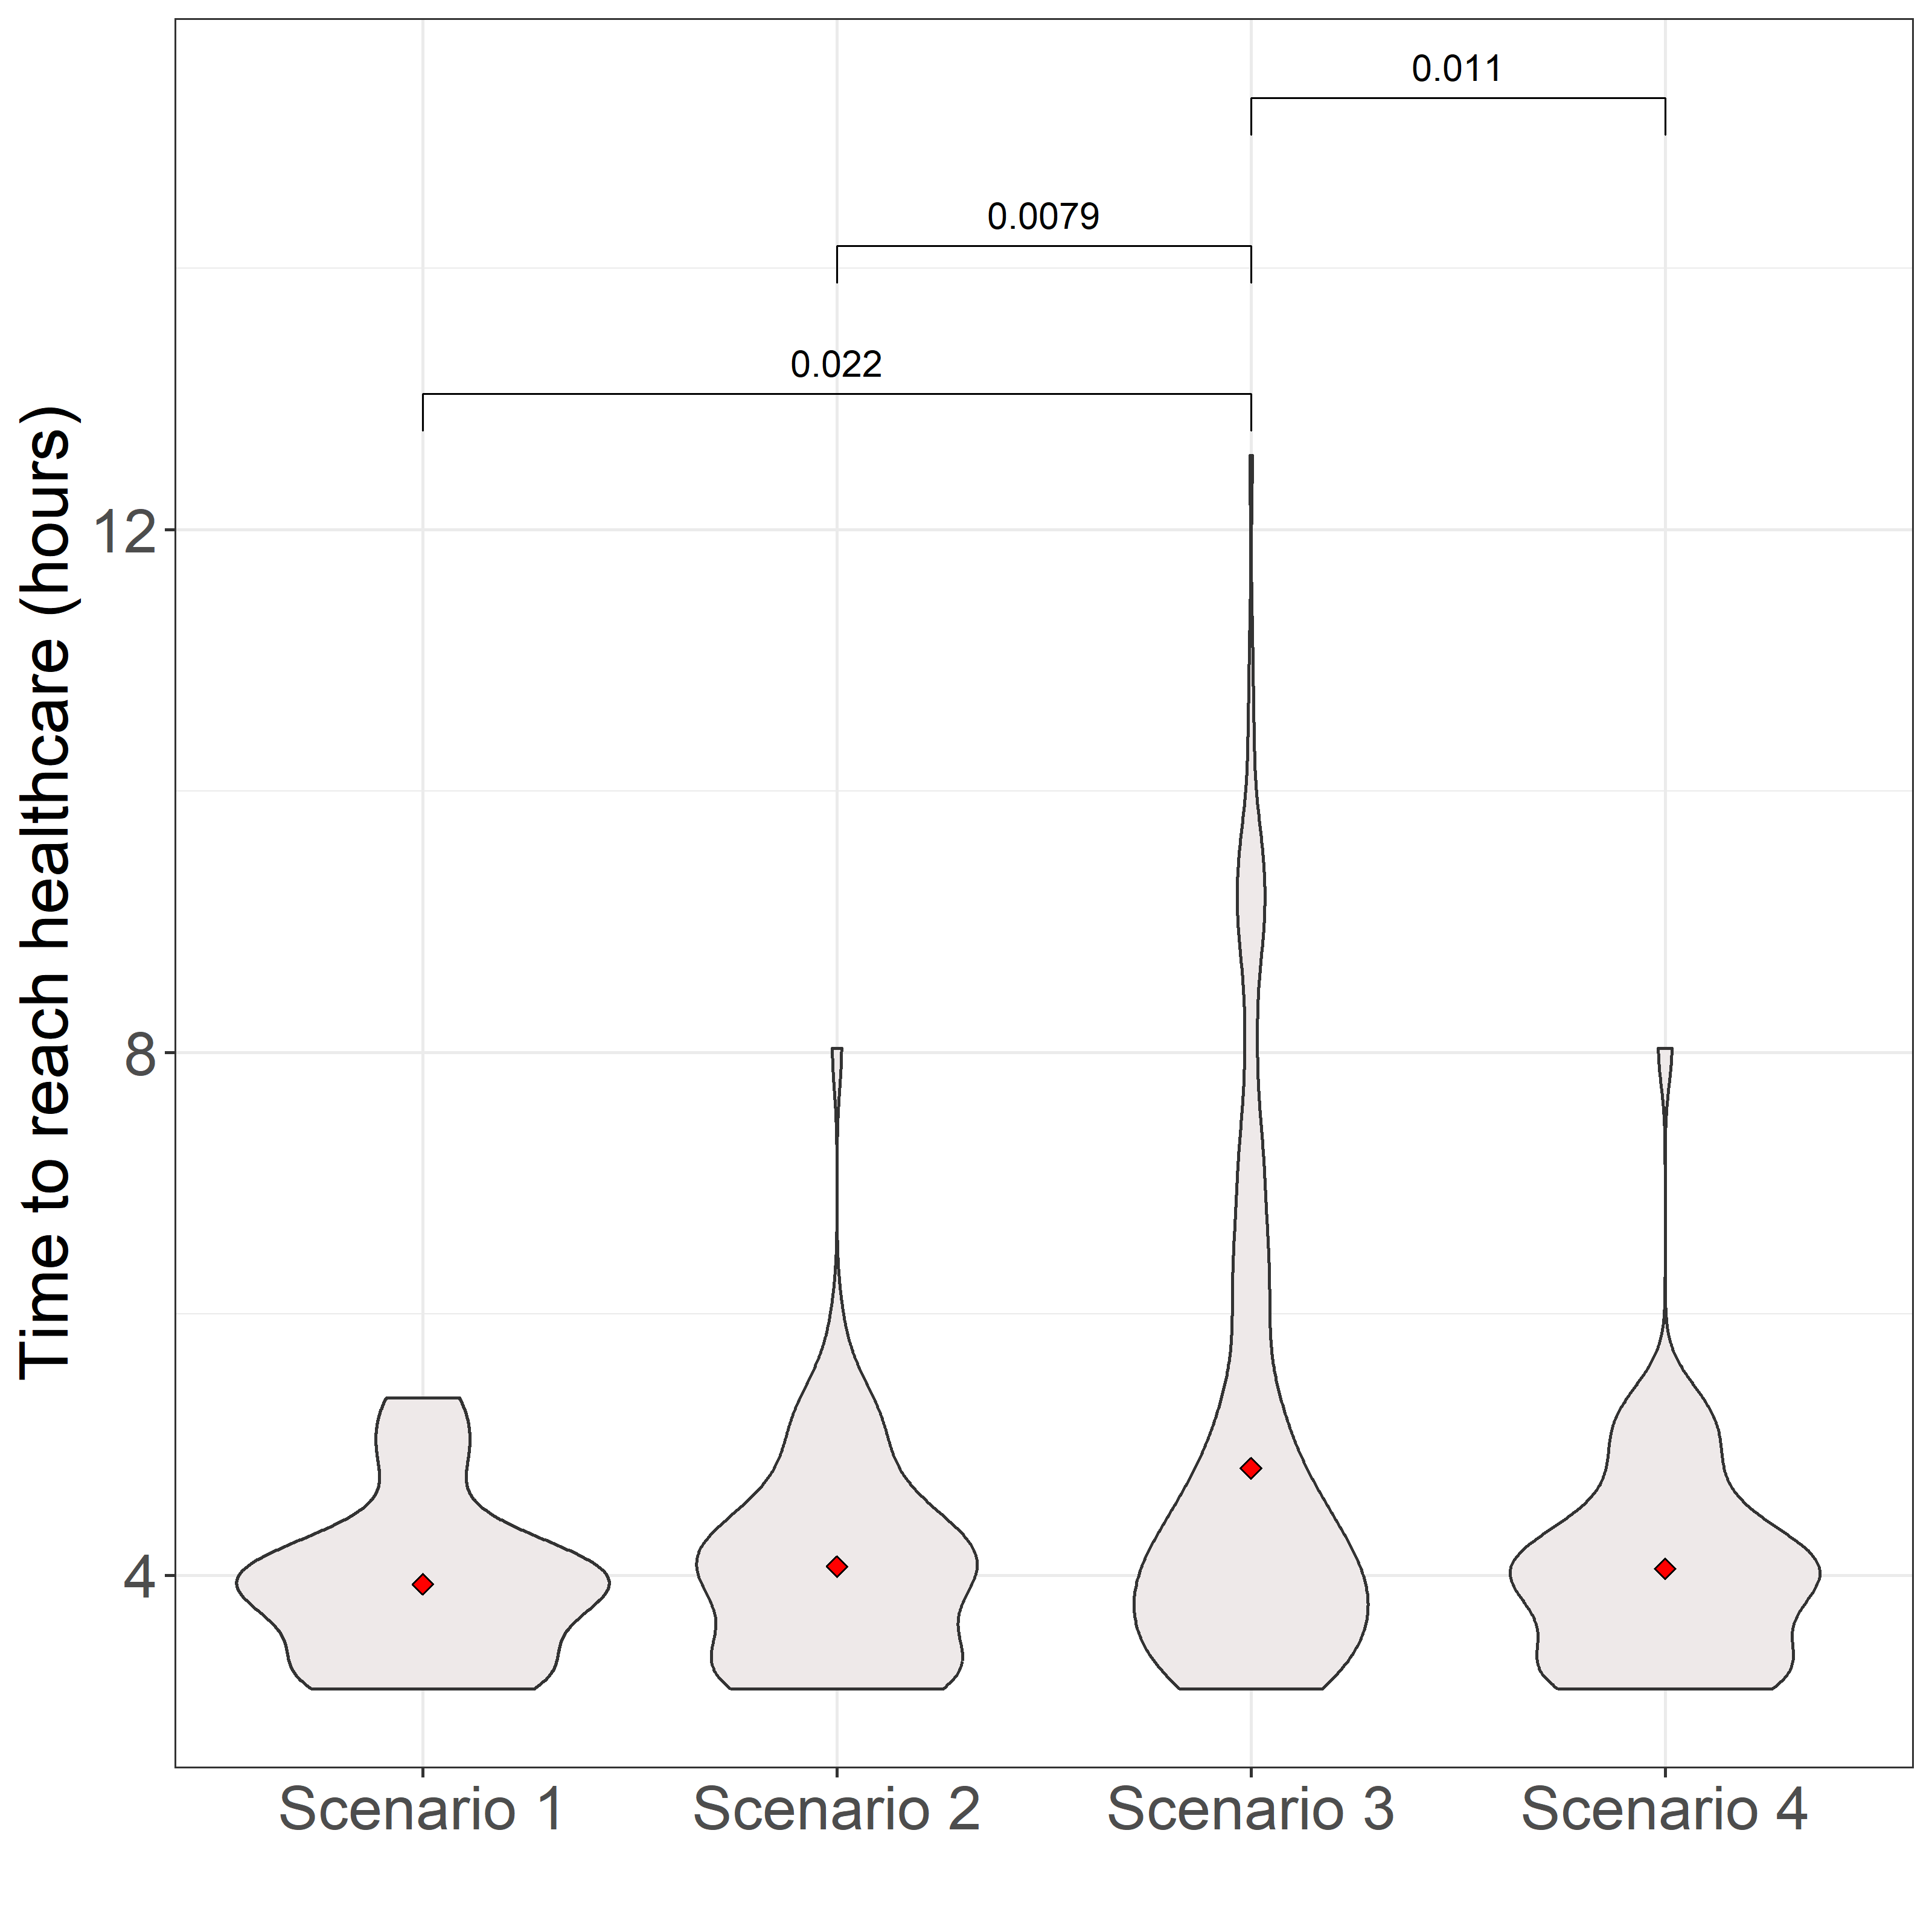 0.011
0.0079
0.022
Time to reach healthcare (hours)
12
8
4
Scenario 1
Scenario 2
Scenario 3
Scenario 4